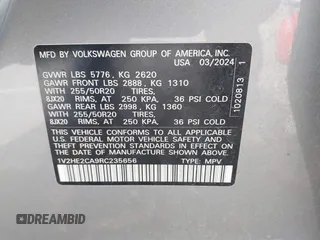 MFD BY VOLKSWAGEN GROUP OF AMERICA, INC.
USA 03/2024
GVWR LBS 5776, KG 2620
GAWR FRONT LBS 2888, KG 1310
WITH 255/50R20 TIRES,
8JX20 RIMS, AT 250 KPA, 36 PSI COLD
GAWR REAR LBS 2998, KG 1360
WITH 255/50R20 TIRES,
8JX20 RIMS, AT 250 KPA, 36 PSI COLD
THIS VEHICLE CONFORMS TO ALL APPLICABLE
U.S. FEDERAL MOTOR VEHICLE SAFETY AND
THEFT PREVENTION STANDARDS IN EFFECT ON
THE DATE OF MANUFACTURE SHOWN ABOVE.
1V2HE2CA9RC235656 TYPE: MPV
1020813 1
DREAMBID